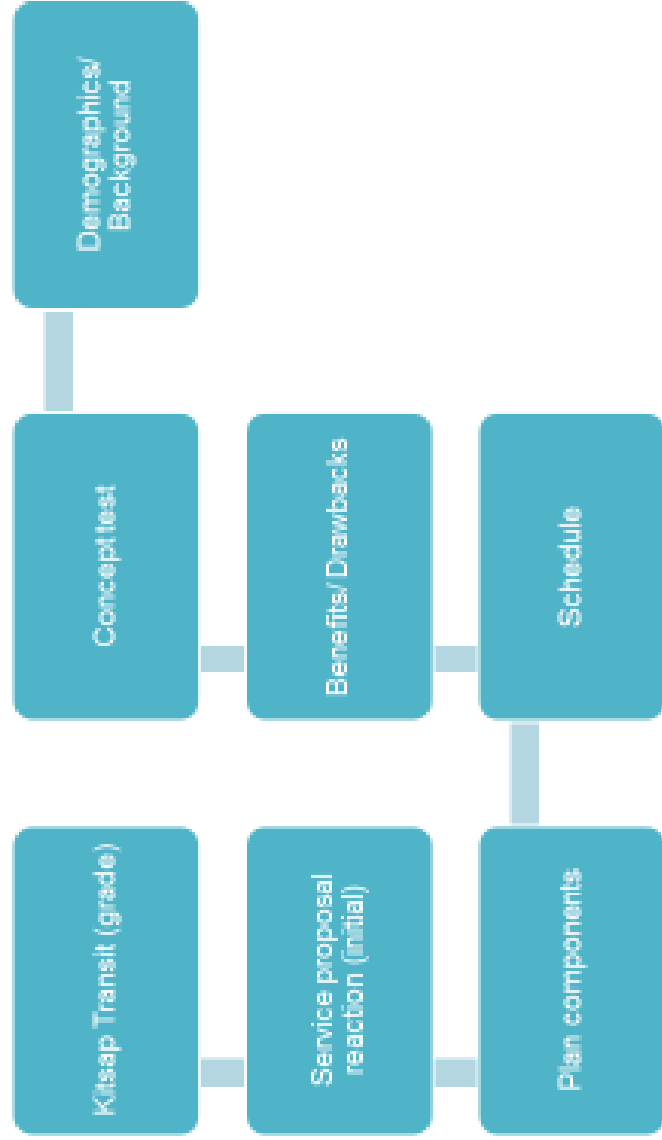 Kitsap Transit (grade)
Service proposal
reaction (initial)
Plan components
Schedule
Benefits/ Drawbacks
Concept test
Demographics/
Background